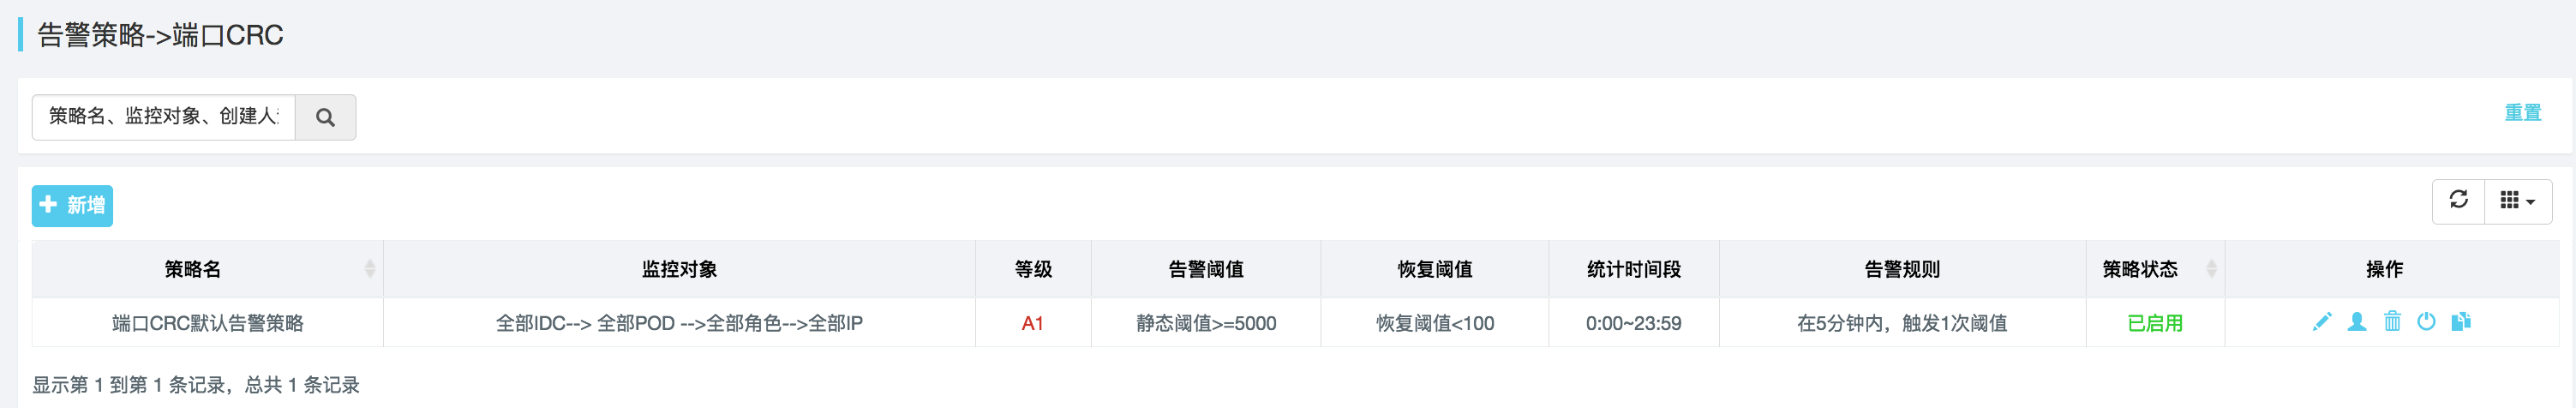 告警策略->端口CRC
策略名、监控对象、创建人
重置
新增
策略名 监控对象 等级 告警阈值 恢复阈值 统计时间段 告警规则 策略状态 操作
端口CRC默认告警策略 全部IDC--> 全部POD -->全部角色-->全部IP A1 静态阈值>=5000 恢复阈值<100 0:00~23:59 在5分钟内，触发1次阈值 已启用
显示第 1 到第 1 条记录，总共 1 条记录